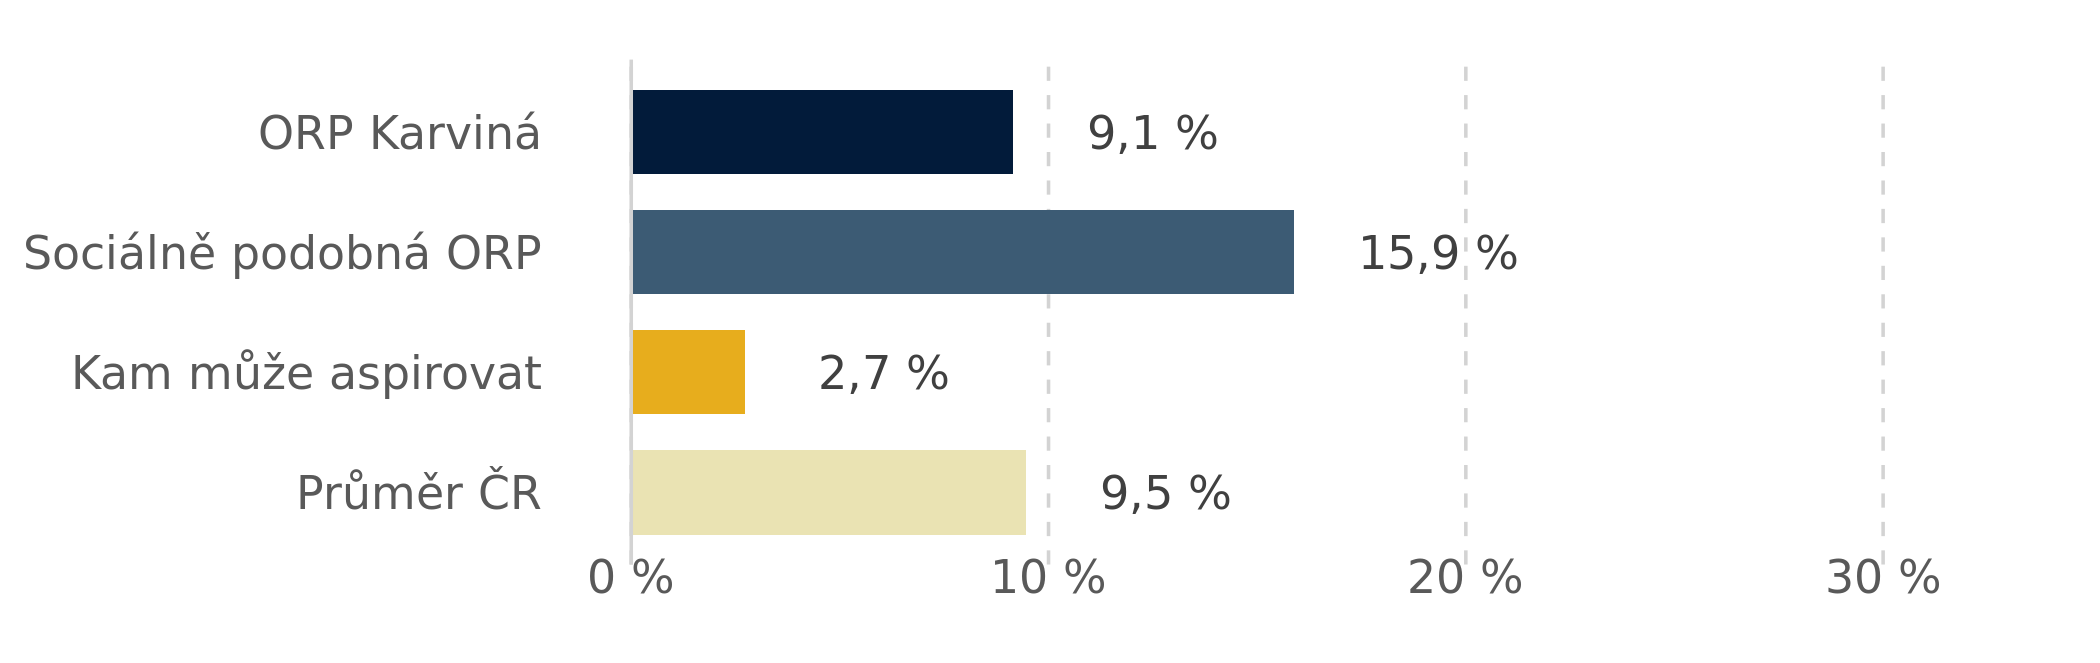 ORP Karviná 9,1 %
Sociálně podobná ORP 15,9 %
Kam může aspirovat 2,7 %
Průměr ČR 9,5 %
0 % 10 % 20 % 30 %